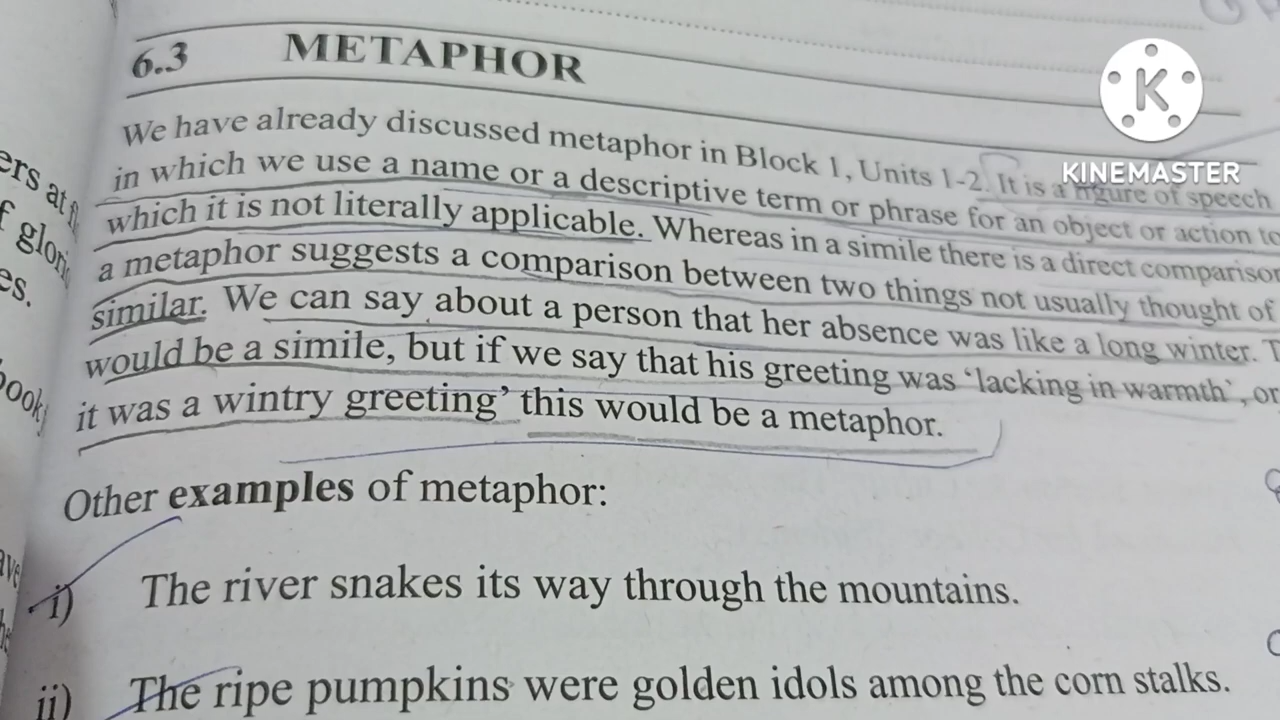 6.3 METAPHOR
We have already discussed metaphor in Block 1, Units 1-2. It is a figure of speech
in which we use a name or a descriptive term or phrase for an object or action to
which it is not literally applicable. Whereas in a simile there is a direct comparison
a metaphor suggests a comparison between two things not usually thought of
similar. We can say about a person that her absence was like a long winter. T
would be a simile, but if we say that his greeting was ‘lacking in warmth’, or
it was a wintry greeting’ this would be a metaphor.
Other examples of metaphor:
i) The river snakes its way through the mountains.
ii) The ripe pumpkins were golden idols among the corn stalks.
K
KINEMASTER
ers at
f glori
es.
book